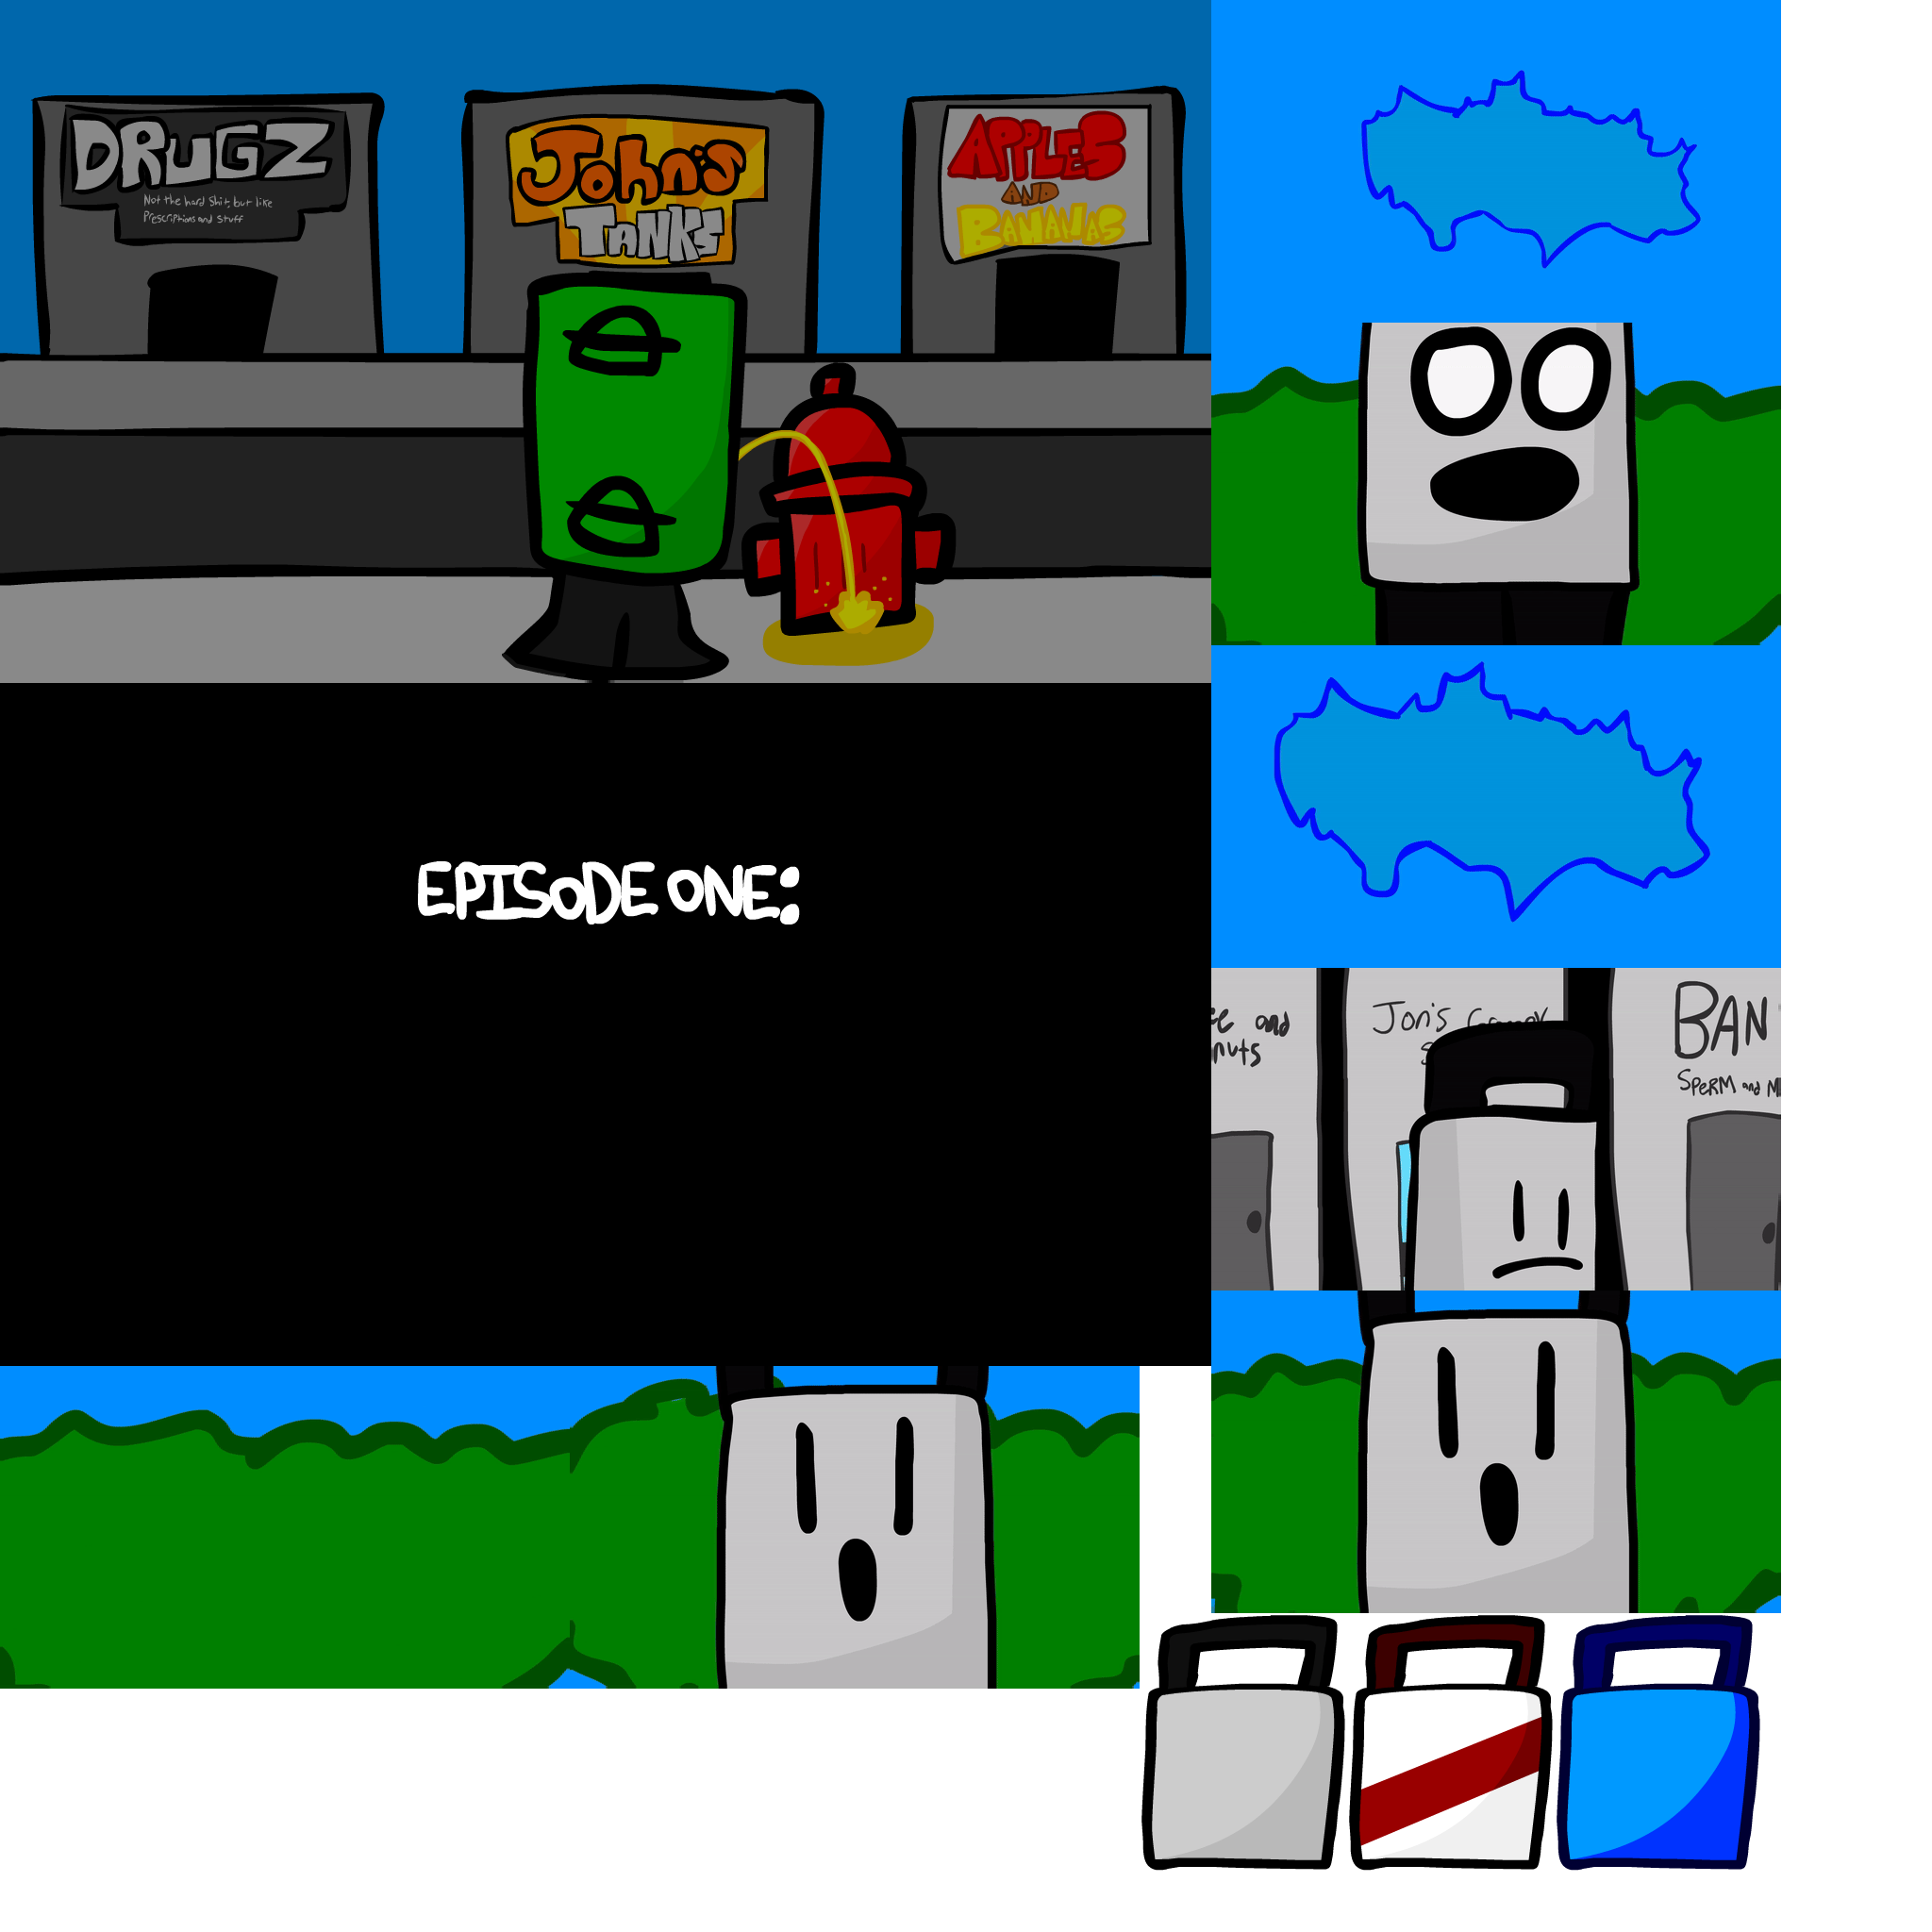 DRUGZ
Not the hard shit but like
Prescriptions and stuff
John's
TANKS
APPLES
AND
BANANAS
EPISODE ONE:
and
nuts
Jon's
BAN
SPERM and